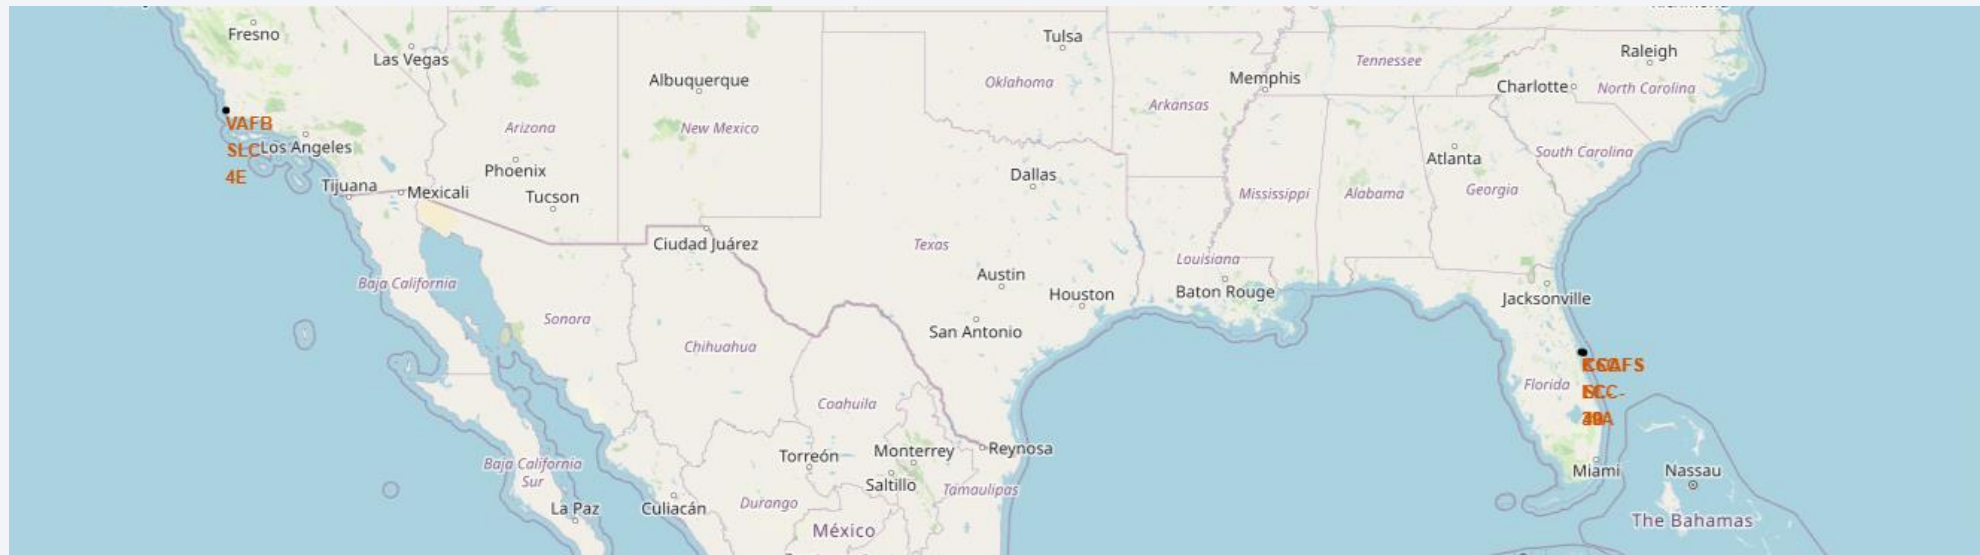 Fresno
Las Vegas
Tulsa
Raleigh
Albuquerque
Oklahoma
Memphis
Tennessee
Charlotte
North Carolina
Arkansas
VAFB
SLC-
4E
Los Angeles
Arizona
New Mexico
Phoenix
Dallas
Atlanta
South Carolina
Tijuana
Mexicali
Tucson
Mississippi
Alabama
Georgia
Ciudad Juárez
Texas
Louisiana
Baja California
Austin
Houston
Baton Rouge
Jacksonville
Sonora
San Antonio
Chihuahua
Florida
Coahuila
Torreón
Monterrey
Reynosa
Baja California
Sur
Saltillo
Tamaulipas
Miami
Nassau
La Paz
Culiacán
Durango
México
The Bahamas